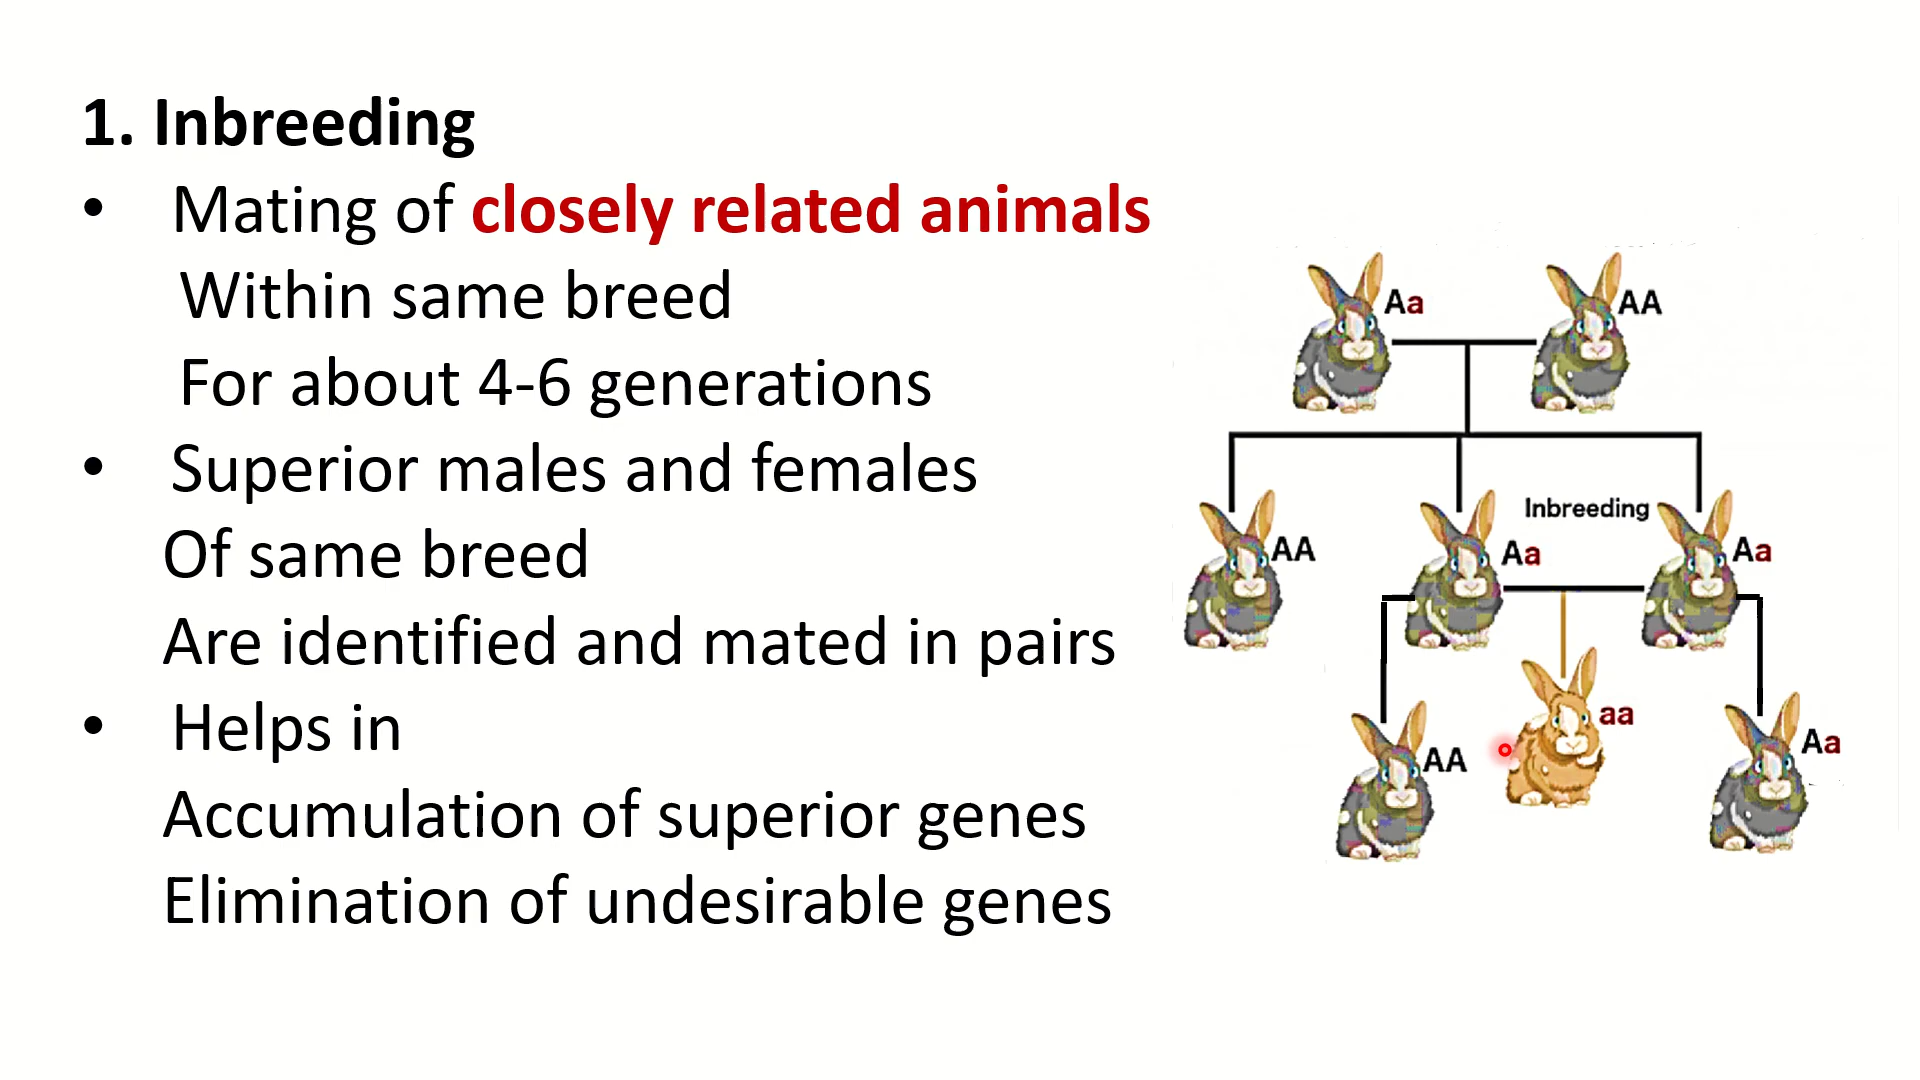 1. Inbreeding
• Mating of closely related animals
Within same breed
For about 4-6 generations
• Superior males and females
Of same breed
Are identified and mated in pairs
• Helps in
Accumulation of superior genes
Elimination of undesirable genes
Aa
AA
Inbreeding
AA
Aa
Aa
aa
AA
Aa